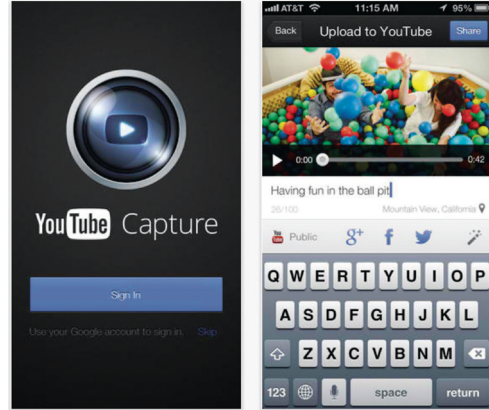 YouTube Capture
Sign In
Use your Google account to sign in. Skip
AT&T 11:15 AM 95%
Back Upload to YouTube Share
0:00 0:42
Having fun in the ball pit
26/100 Mountain View, California
You Tube Public g+ f
Q W E R T Y U I O P
A S D F G H J K L
Z X C V B N M
123 space return